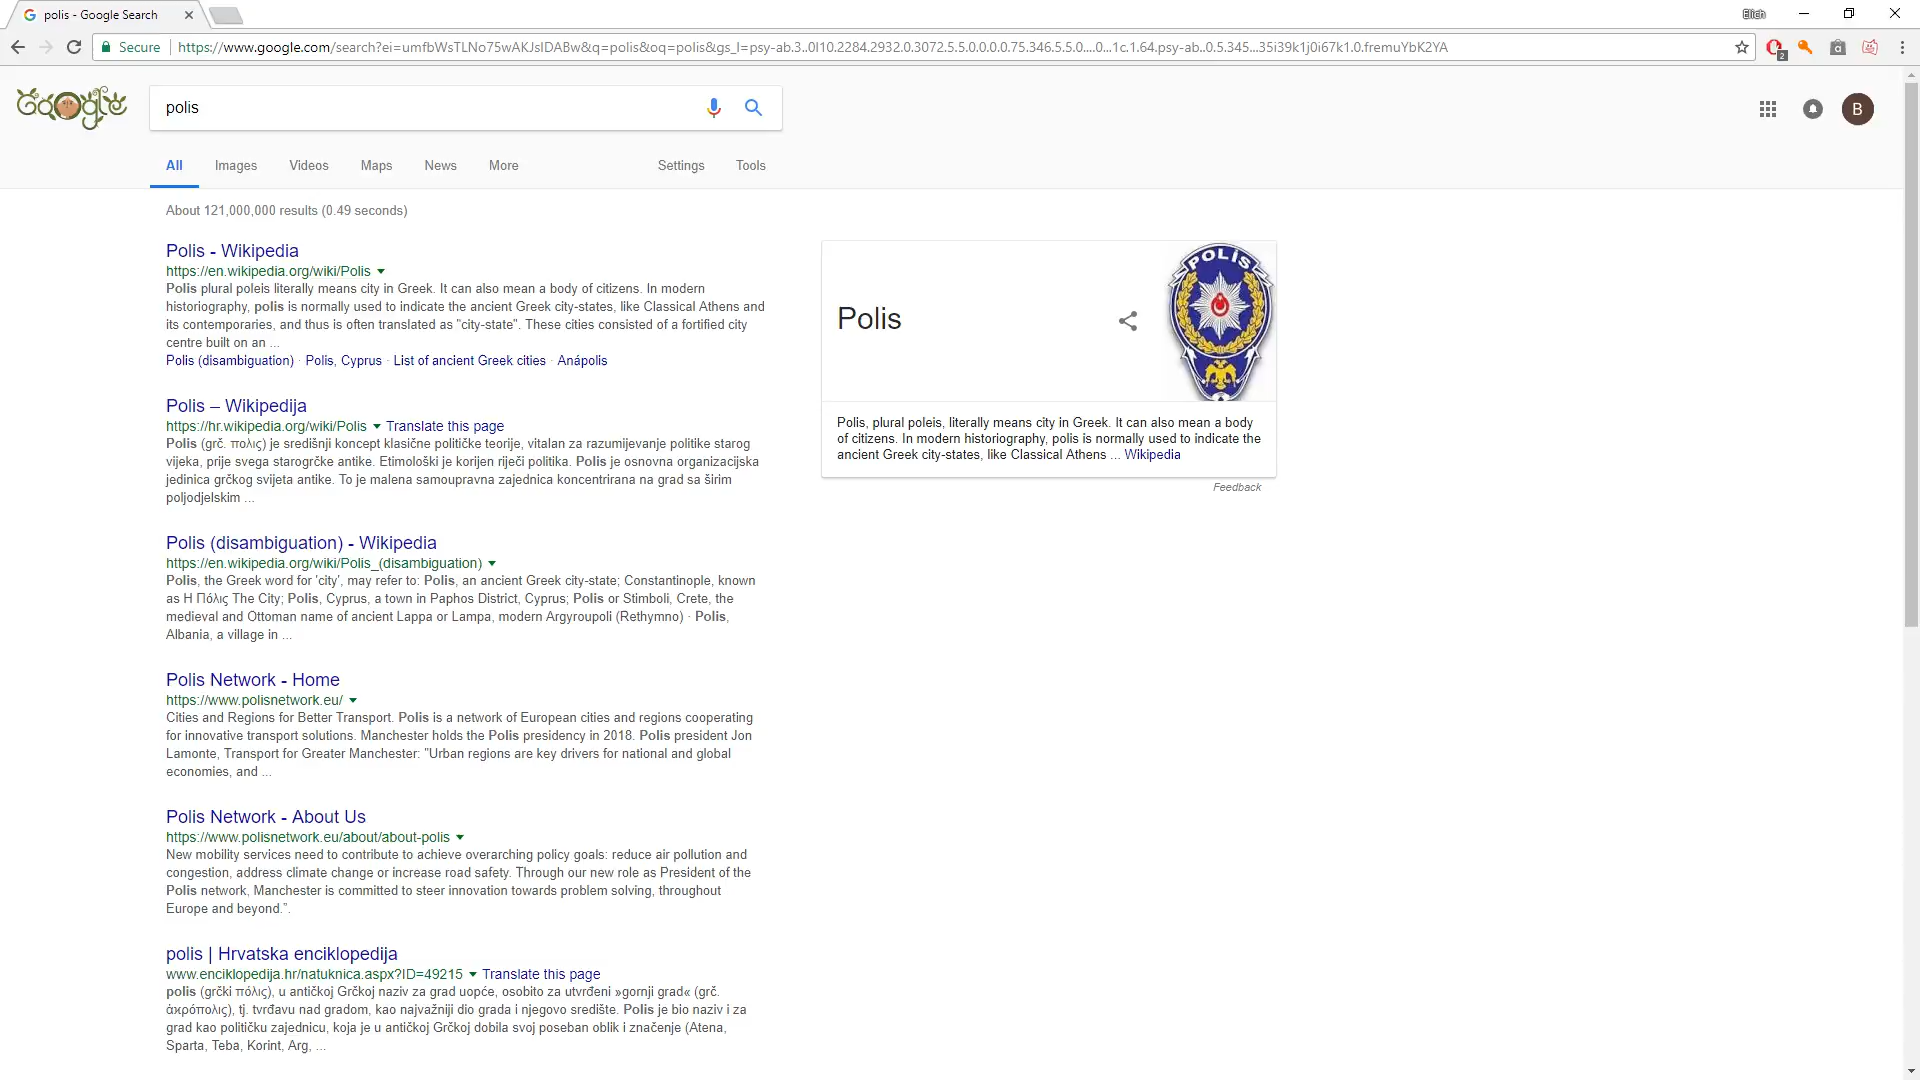 polis - Google Search
Elich
Secure
https://www.google.com/search?ei=umfbWsTLNo75wAKJsIDABw&q=polis&oq=polis&gs_l=psy-ab.3..0l10.2284.2932.0.3072.5.5.0.0.0.0.75.346.5.5.0....0...1c.1.64.psy-ab..0.5.345...35i39k1j0i67k1.0.fremuYbK2YA
2
Google
polis
B
All
Images
Videos
Maps
News
More
Settings
Tools
About 121,000,000 results (0.49 seconds)
Polis - Wikipedia
https://en.wikipedia.org/wiki/Polis
Polis plural poleis literally means city in Greek. It can also mean a body of citizens. In modern
historiography, polis is normally used to indicate the ancient Greek city-states, like Classical Athens and
its contemporaries, and thus is often translated as "city-state". These cities consisted of a fortified city
centre built on an ...
Polis (disambiguation) · Polis, Cyprus · List of ancient Greek cities · Anápolis
Polis – Wikipedija
https://hr.wikipedia.org/wiki/Polis Translate this page
Polis (grč. πολις) je središnji koncept klasične političke teorije, vitalan za razumijevanje politike starog
vijeka, prije svega starogrčke antike. Etimološki je korijen riječi politika. Polis je osnovna organizacijska
jedinica grčkog svijeta antike. To je malena samoupravna zajednica koncentrirana na grad sa širim
poljodjelskim ...
Polis (disambiguation) - Wikipedia
https://en.wikipedia.org/wiki/Polis_(disambiguation)
Polis, the Greek word for 'city', may refer to: Polis, an ancient Greek city-state; Constantinople, known
as Η Πόλις The City; Polis, Cyprus, a town in Paphos District, Cyprus; Polis or Stimboli, Crete, the
medieval and Ottoman name of ancient Lappa or Lampa, modern Argyroupoli (Rethymno) · Polis,
Albania, a village in ...
Polis Network - Home
https://www.polisnetwork.eu/
Cities and Regions for Better Transport. Polis is a network of European cities and regions cooperating
for innovative transport solutions. Manchester holds the Polis presidency in 2018. Polis president Jon
Lamonte, Transport for Greater Manchester: "Urban regions are key drivers for national and global
economies, and ...
Polis Network - About Us
https://www.polisnetwork.eu/about/about-polis
New mobility services need to contribute to achieve overarching policy goals: reduce air pollution and
congestion, address climate change or increase road safety. Through our new role as President of the
Polis network, Manchester is committed to steer innovation towards problem solving, throughout
Europe and beyond.”.
polis | Hrvatska enciklopedija
www.enciklopedija.hr/natuknica.aspx?ID=49215 Translate this page
polis (grčki πόλις), u antičkoj Grčkoj naziv za grad uopće, osobito za utvrđeni »gornji grad« (grč.
ἀκρόπολις), tj. tvrđavu nad gradom, kao najvažniji dio grada i njegovo središte. Polis je bio naziv i za
grad kao političku zajednicu, koja je u antičkoj Grčkoj dobila svoj poseban oblik i značenje (Atena,
Sparta, Teba, Korint, Arg, ...
POLİS
Polis
Polis, plural poleis, literally means city in Greek. It can also mean a body
of citizens. In modern historiography, polis is normally used to indicate the
ancient Greek city-states, like Classical Athens ... Wikipedia
Feedback